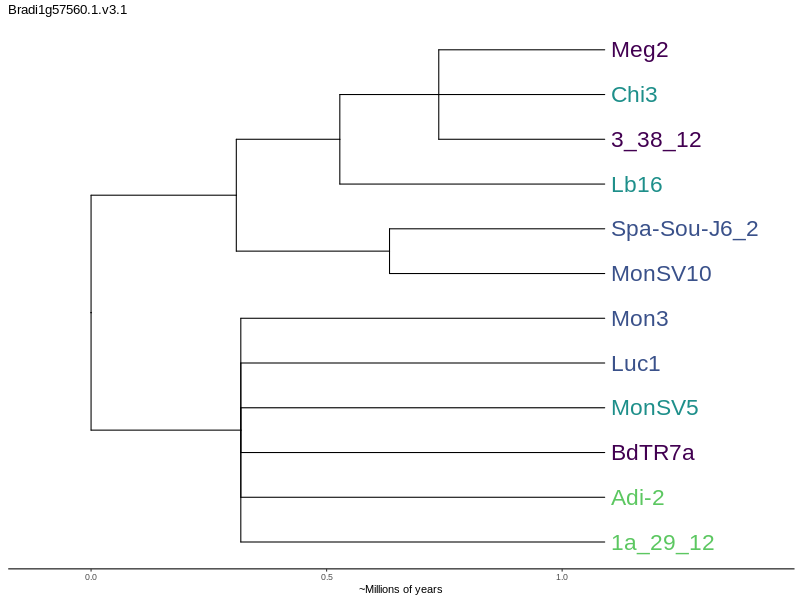 Bradi1g57560.1.v3.1
Meg2
Chi3
3_38_12
Lb16
Spa-Sou-J6_2
MonSV10
Mon3
Luc1
MonSV5
BdTR7a
Adi-2
1a_29_12
0.0 0.5 1.0
~Millions of years